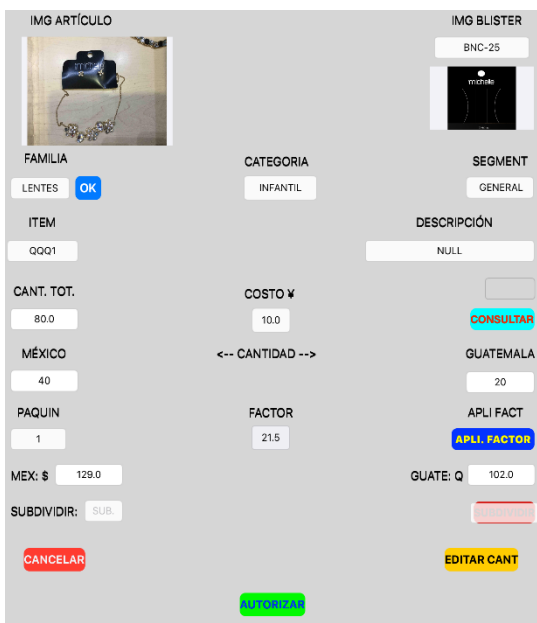 IMG ARTÍCULO
IMG BLISTER
BNC-25
michelle
michelle
FAMILIA
CATEGORIA
SEGMENT
LENTES OK
INFANTIL
GENERAL
ITEM
DESCRIPCIÓN
QQQ1
NULL
CANT. TOT.
COSTO ¥
80.0
10.0
CONSULTAR
MÉXICO
<-- CANTIDAD -->
GUATEMALA
40
20
PAQUIN
FACTOR
APLI FACT
1
21.5
APLI. FACTOR
MEX: $ 129.0
GUATE: Q 102.0
SUBDIVIDIR: SUB.
SUBDIVIDIR
CANCELAR
EDITAR CANT
AUTORIZAR